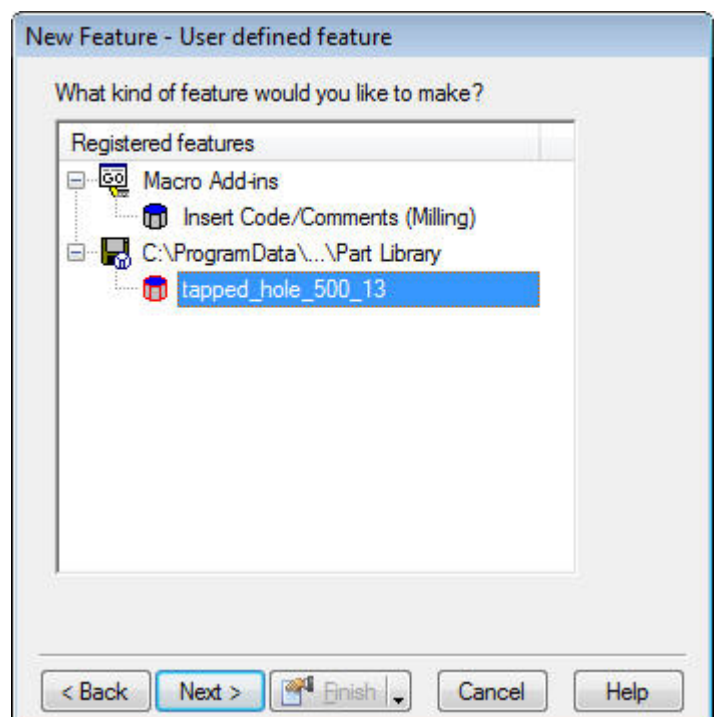 New Feature - User defined feature
What kind of feature would you like to make?
Registered features
GO Macro Add-ins
Insert Code/Comments (Milling)
C:\ProgramData\...\Part Library
tapped_hole_500_13
< Back Next > Finish Cancel Help